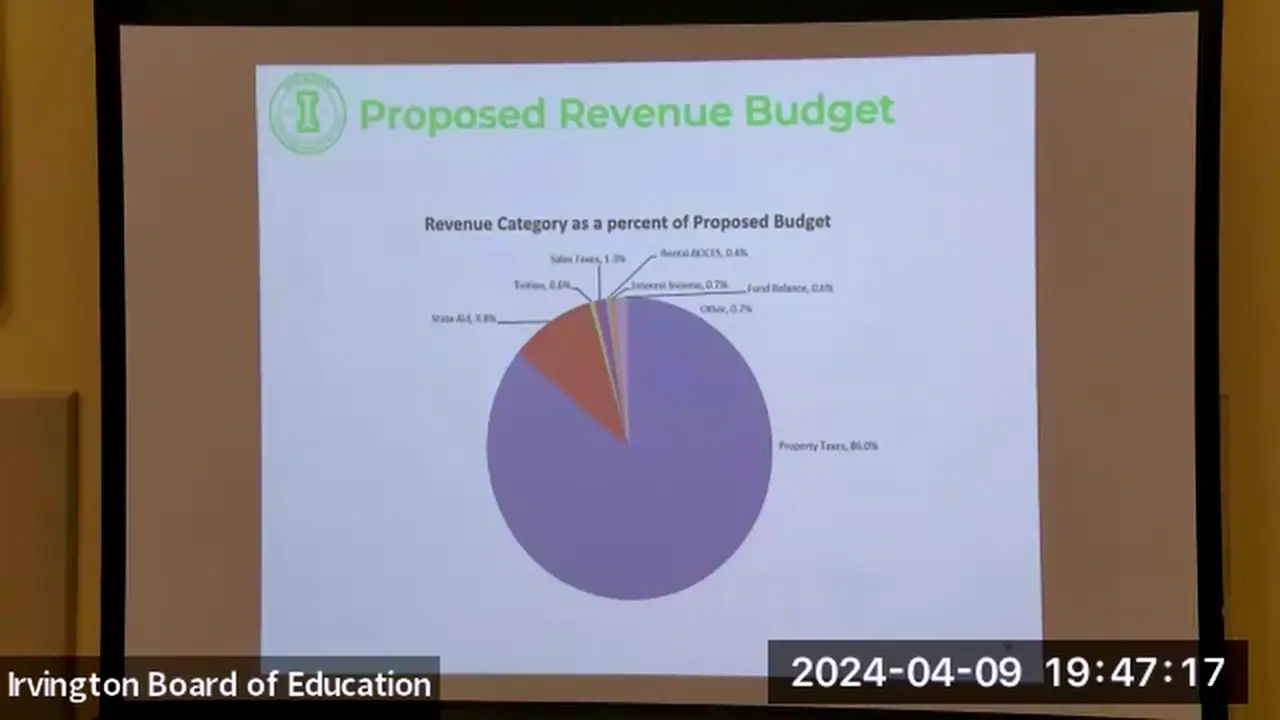 I
Proposed Revenue Budget
Revenue Category as a percent of Proposed Budget
Rental-BOCES, 0.4%
Sales Taxes, 1.3%
Tuition, 0.6%
Interest Income, 0.7%
Fund Balance, 0.6%
Other, 0.7%
State Aid, 9.8%
Property Taxes, 86.0%
Irvington Board of Education
2024-04-09 19:47:17